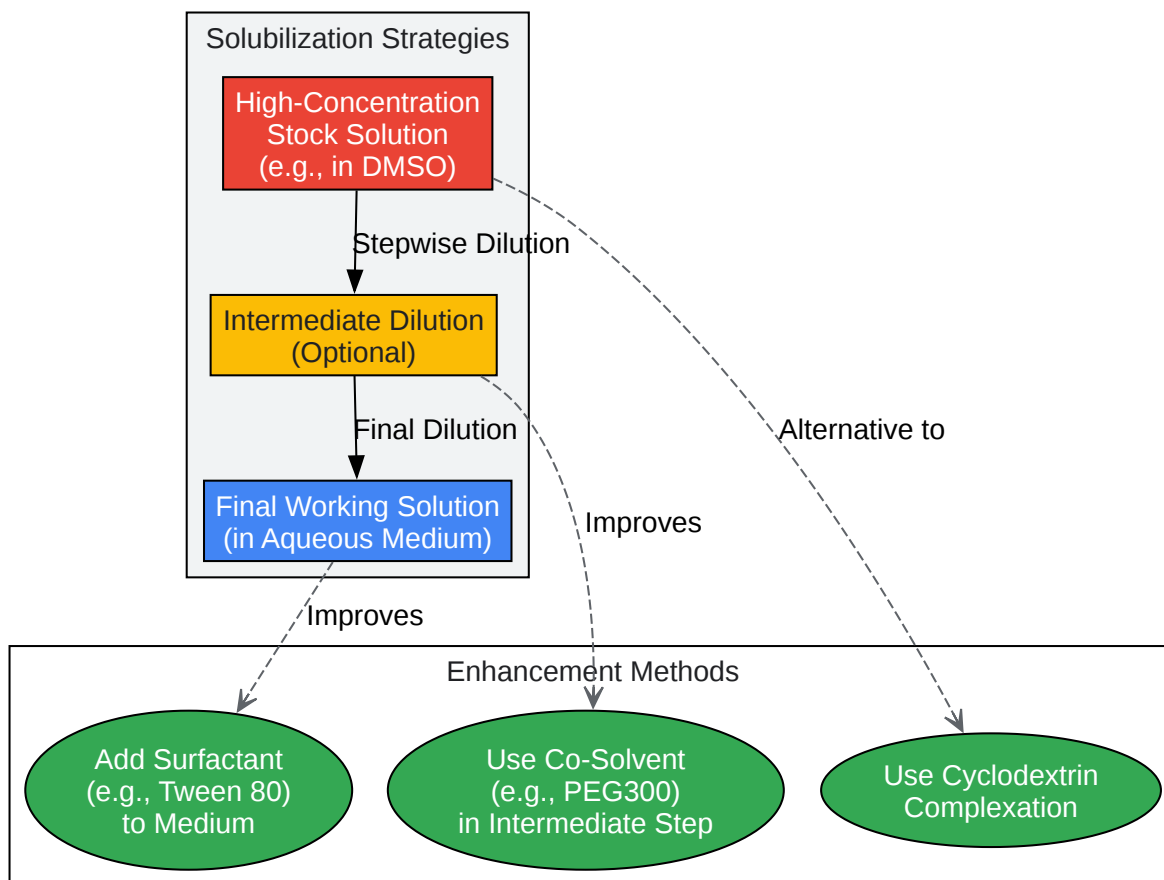 Solubilization Strategies
High-Concentration
Stock Solution
(e.g., in DMSO)
Stepwise Dilution
Intermediate Dilution
(Optional)
Final Dilution
Alternative to
Final Working Solution
(in Aqueous Medium)
Improves
Improves
Enhancement Methods
Add Surfactant
(e.g., Tween 80)
to Medium
Use Co-Solvent
(e.g., PEG300)
in Intermediate Step
Use Cyclodextrin
Complexation